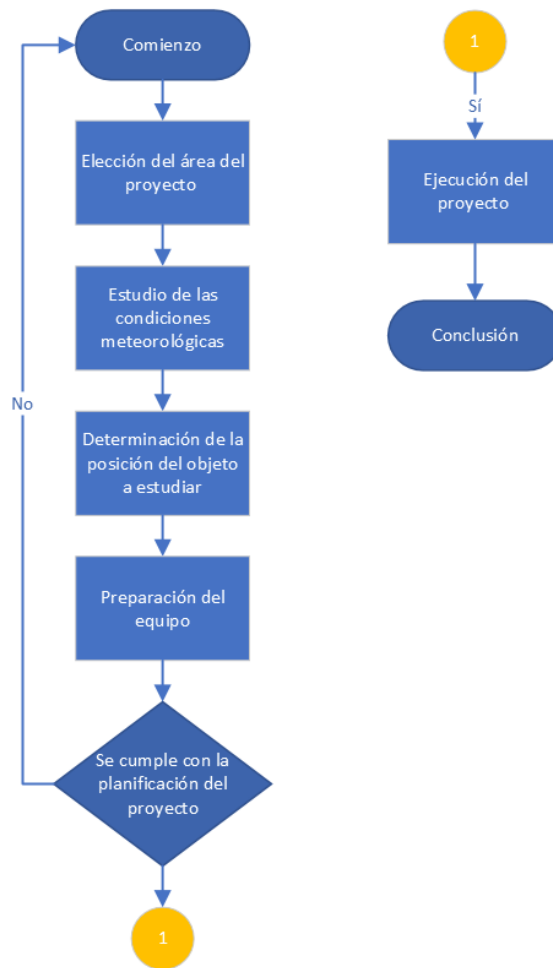 Comienzo
Elección del área del
proyecto
Estudio de las
condiciones
meteorológicas
No
Determinación de la
posición del objeto
a estudiar
Preparación del
equipo
Se cumple con la
planificación del
proyecto
1
1
Sí
Ejecución del
proyecto
Conclusión